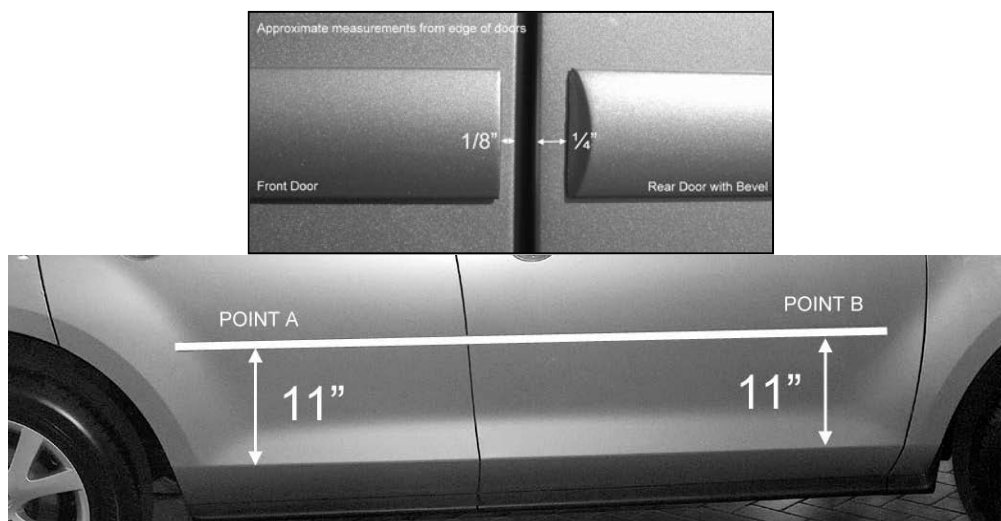 Approximate measurements from edge of doors
1/8”
¼”
Front Door
Rear Door with Bevel
POINT A
POINT B
11”
11”